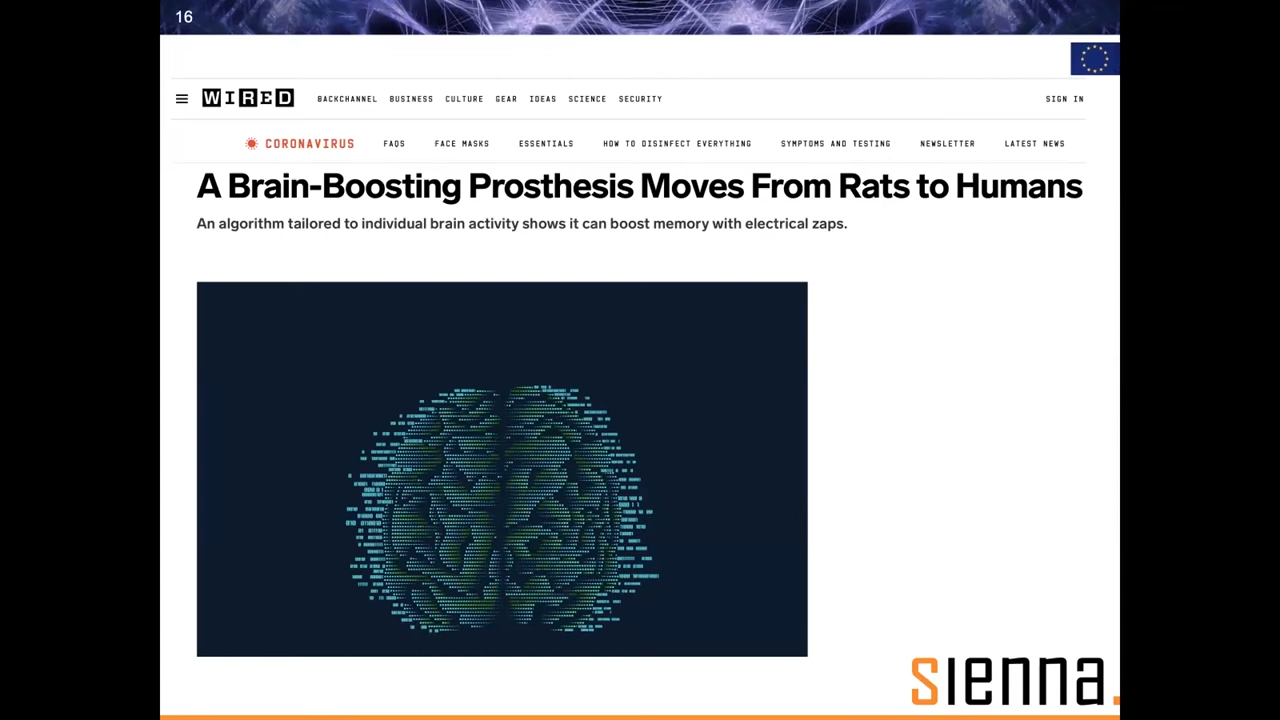 16
WIRED BACKCHANNEL BUSINESS CULTURE GEAR IDEAS SCIENCE SECURITY SIGN IN
CORONAVIRUS FAQS FACE MASKS ESSENTIALS HOW TO DISINFECT EVERYTHING SYMPTOMS AND TESTING NEWSLETTER LATEST NEWS
A Brain-Boosting Prosthesis Moves From Rats to Humans
An algorithm tailored to individual brain activity shows it can boost memory with electrical zaps.
sienna.